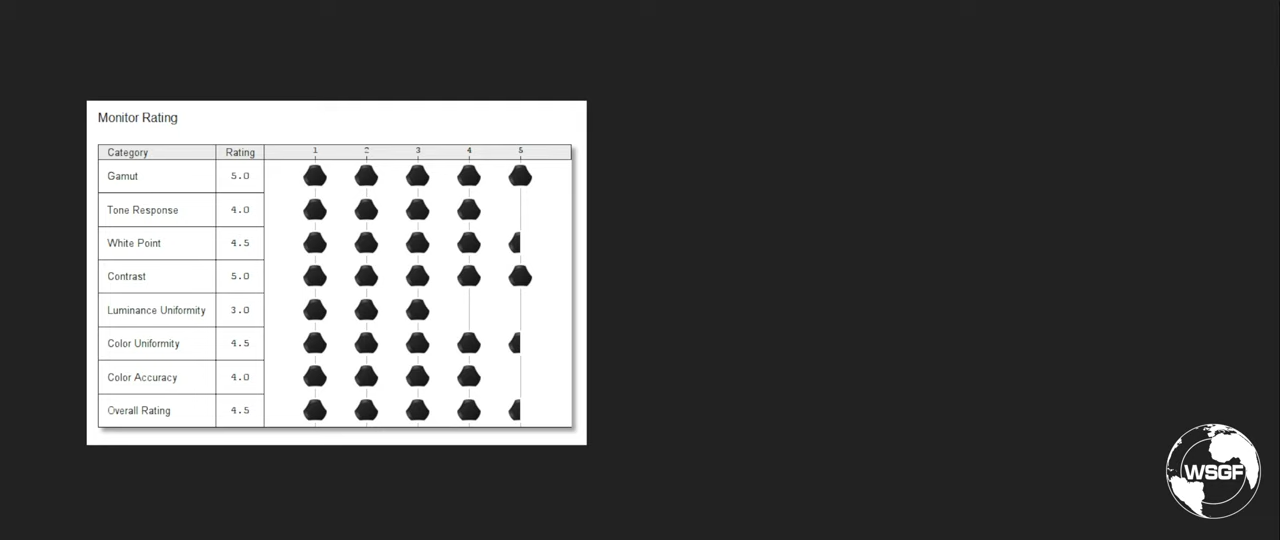 Monitor Rating
Category Rating 1 2 3 4 5
Gamut 5.0
Tone Response 4.0
White Point 4.5
Contrast 5.0
Luminance Uniformity 3.0
Color Uniformity 4.5
Color Accuracy 4.0
Overall Rating 4.5
WSGF